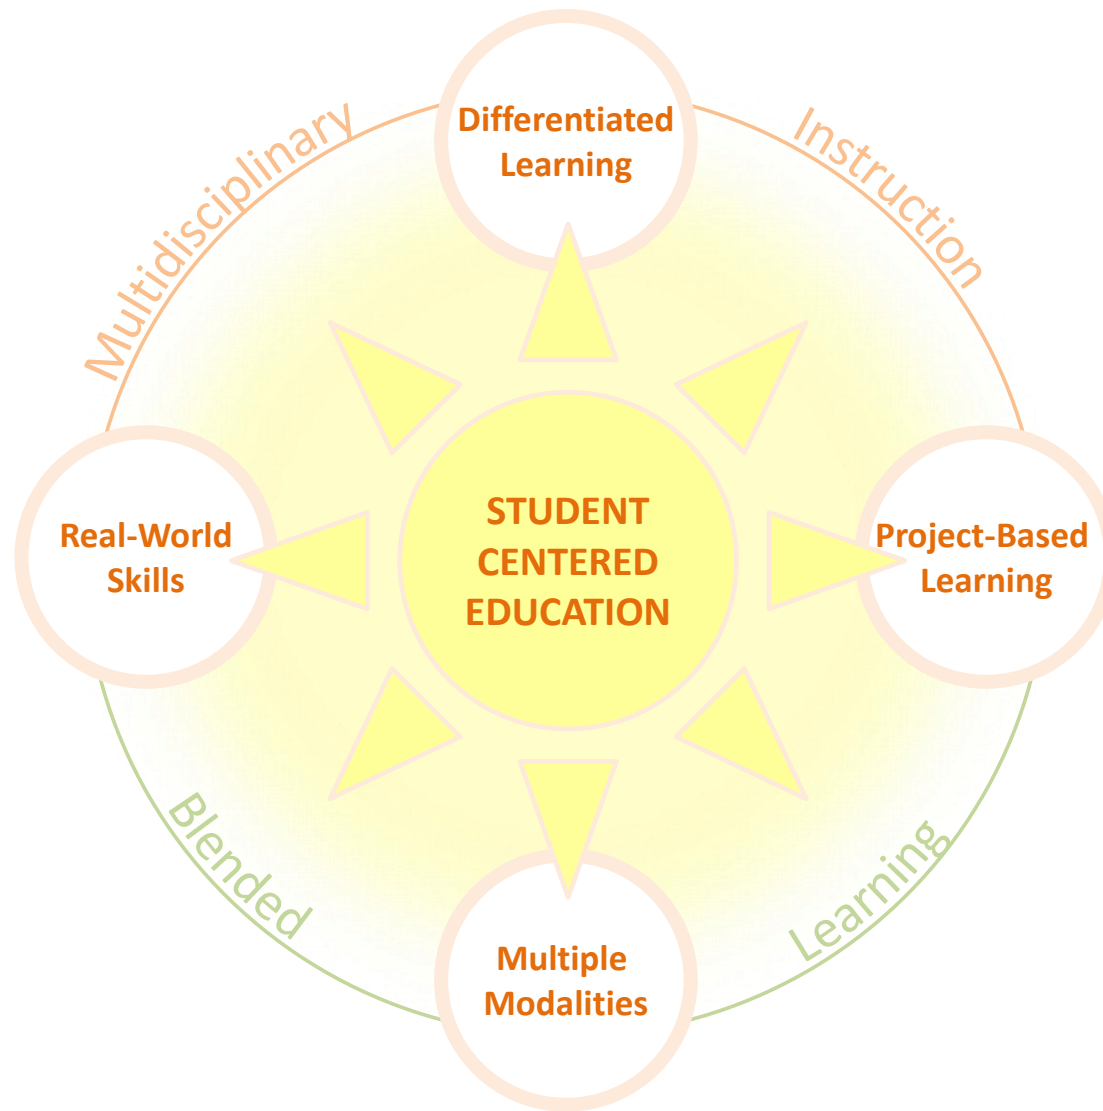 Differentiated
Learning
Multidisciplinary
Instruction
STUDENT
CENTERED
EDUCATION
Real-World
Skills
Project-Based
Learning
Blended
Learning
Multiple
Modalities